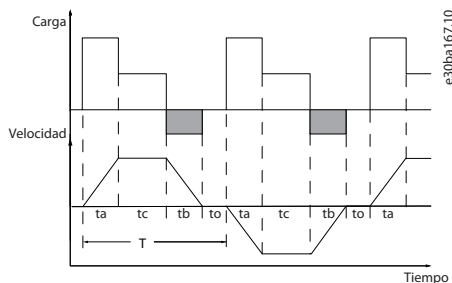 Carga
e30ba167.10
Velocidad
ta tc tb to ta tc tb to ta
T
Tiempo